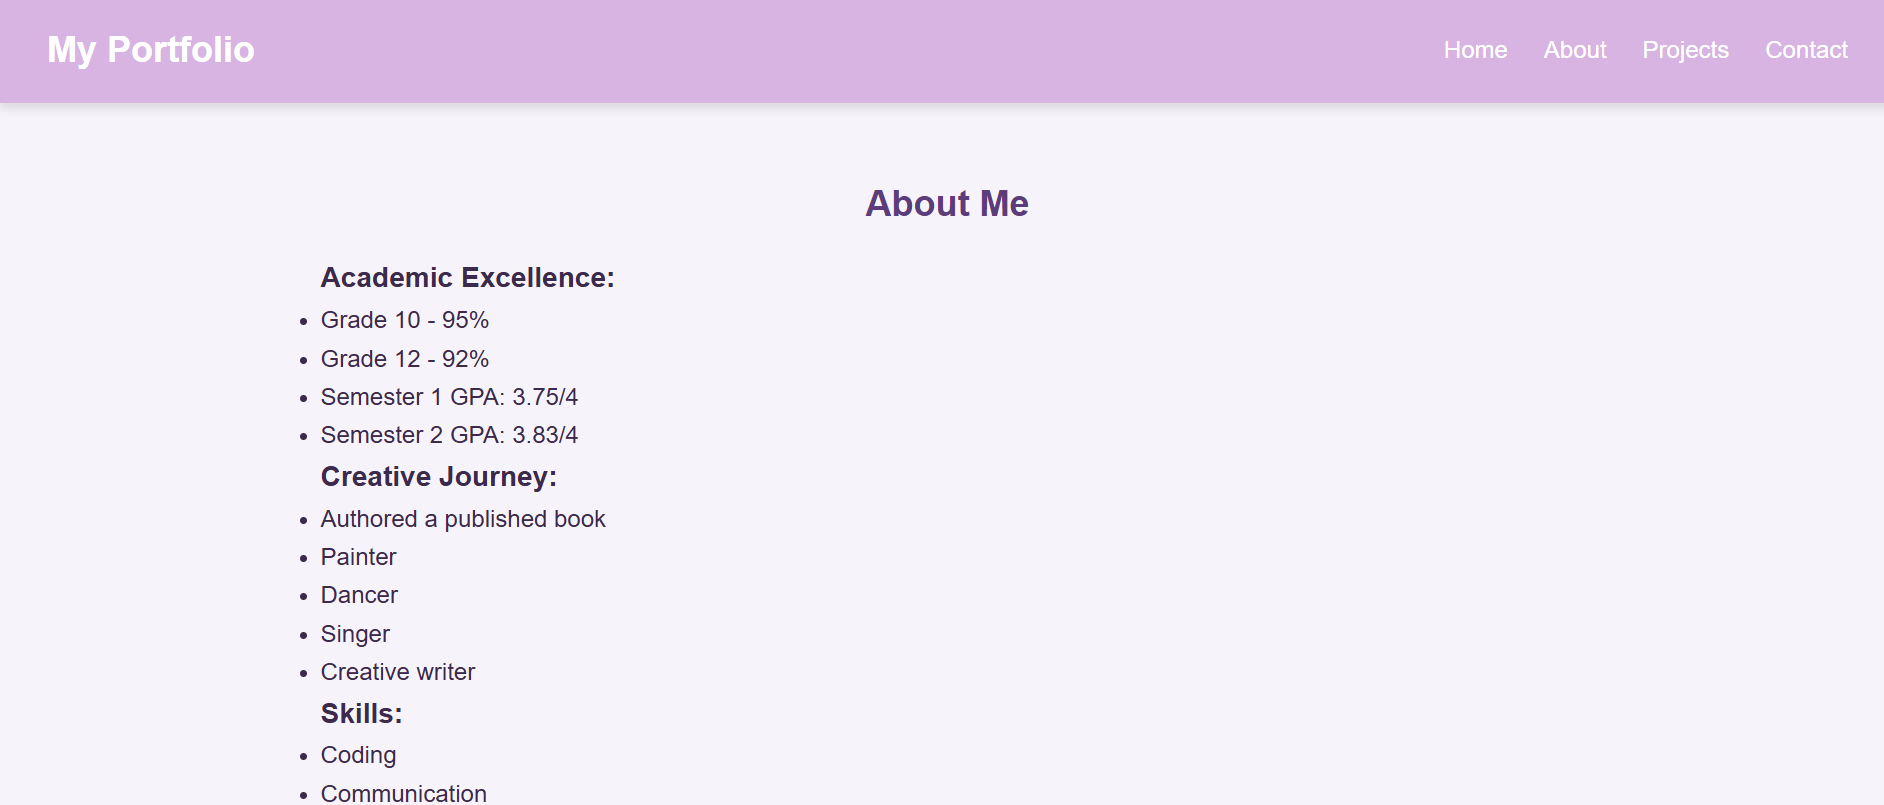 My Portfolio
Home About Projects Contact
About Me
Academic Excellence:
Grade 10 - 95%
Grade 12 - 92%
Semester 1 GPA: 3.75/4
Semester 2 GPA: 3.83/4
Creative Journey:
Authored a published book
Painter
Dancer
Singer
Creative writer
Skills:
Coding
Communication